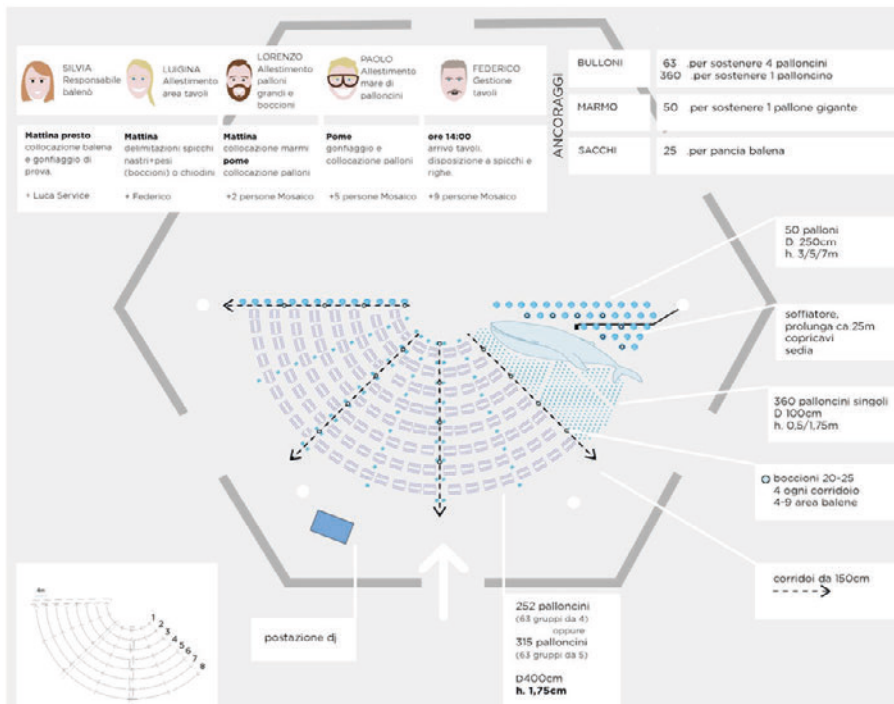 SILVIA
Responsabile
balenò
LUIGINA
Allestimento
area tavoli
LORENZO
Allestimento
palloni
grandi e
boccioni
PAOLO
Allestimento
mare di
palloncini
FEDERICO
Gestione
tavoli
Mattina presto
collocazione balena
e gonfiaggio di
prova.
+ Luca Service
Mattina
delimitazioni spicchi
nastri+pesi
(boccioni) o chiodini
+ Federico
Mattina
collocazione marmi
pome
collocazione palloni
+2 persone Mosaico
Pome
gonfiaggio e
collocazione palloni
+5 persone Mosaico
ore 14:00
arrivo tavoli.
disposizione a spicchi e
righe.
+9 persone Mosaico
ANCORAGGI
BULLONI
63 .per sostenere 4 palloncini
360 .per sostenere 1 palloncino
MARMO
50 .per sostenere 1 pallone gigante
SACCHI
25 .per pancia balena
50 palloni
D. 250cm
h. 3/5/7m
soffiatore,
prolunga ca 25m
copricavi
sedia
360 palloncini singoli
D 100cm
h. 0,5/1,75m
boccioni 20-25
4 ogni corridoio
4-9 area balene
corridoi da 150cm
252 palloncini
(63 gruppi da 4)
oppure
315 palloncini
(63 gruppi da 5)
D400cm
h. 1,75cm
postazione dj
4m
1
2
3
4
5
6
7
8